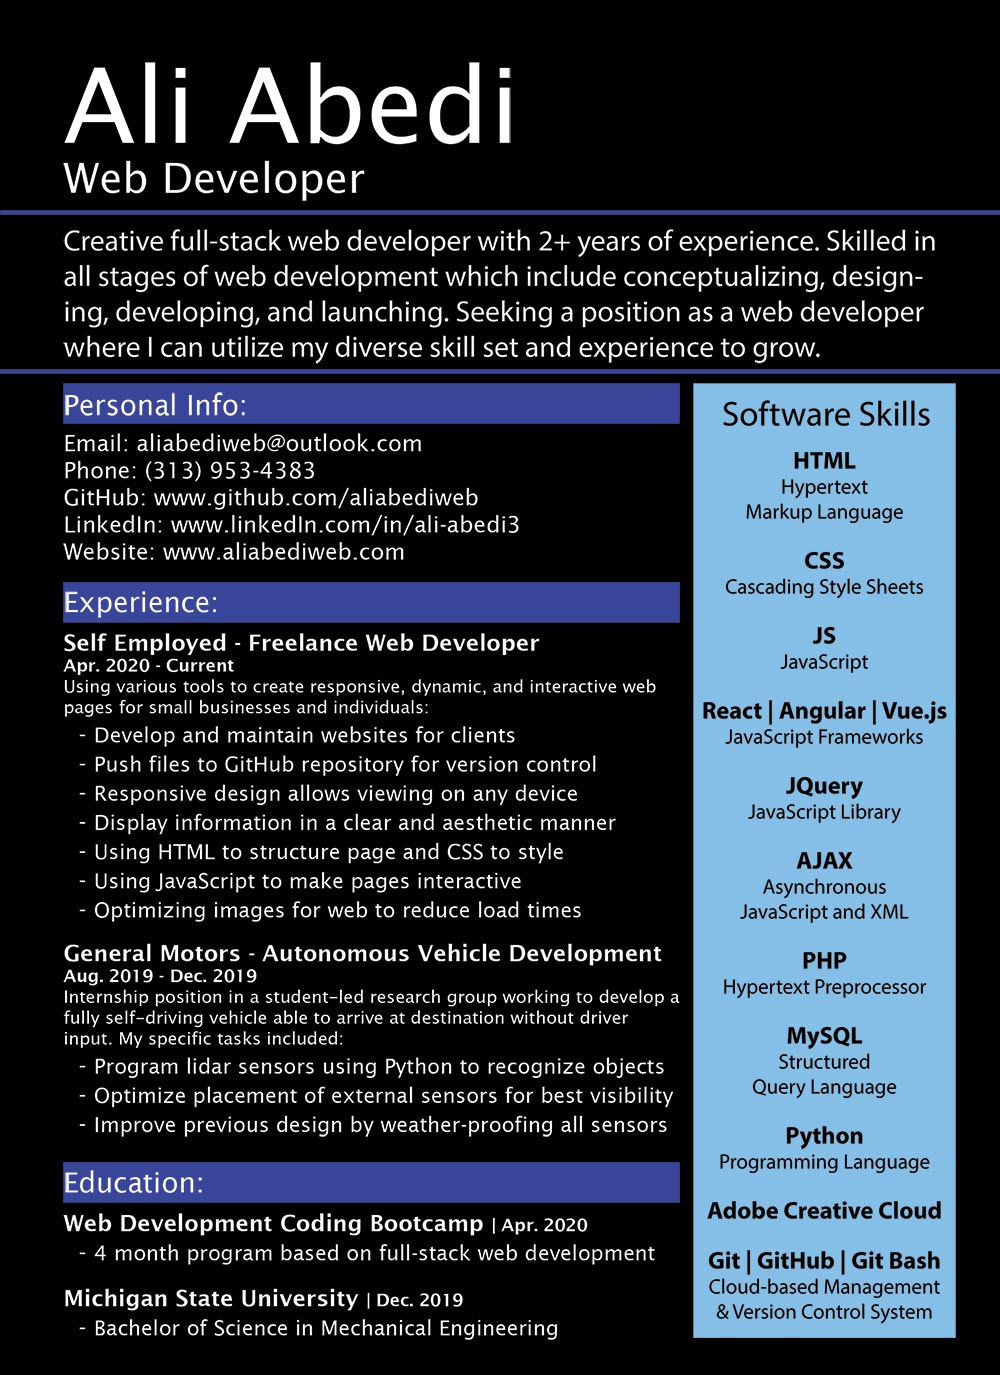 Ali Abedi
Web Developer
Creative full-stack web developer with 2+ years of experience. Skilled in
all stages of web development which include conceptualizing, design-
ing, developing, and launching. Seeking a position as a web developer
where I can utilize my diverse skill set and experience to grow.
Personal Info:
Email: aliabediweb@outlook.com
Phone: (313) 953-4383
GitHub: www.github.com/aliabediweb
LinkedIn: www.linkedIn.com/in/ali-abedi3
Website: www.aliabediweb.com
Experience:
Self Employed - Freelance Web Developer
Apr. 2020 - Current
Using various tools to create responsive, dynamic, and interactive web
pages for small businesses and individuals:
- Develop and maintain websites for clients
- Push files to GitHub repository for version control
- Responsive design allows viewing on any device
- Display information in a clear and aesthetic manner
- Using HTML to structure page and CSS to style
- Using JavaScript to make pages interactive
- Optimizing images for web to reduce load times
General Motors - Autonomous Vehicle Development
Aug. 2019 - Dec. 2019
Internship position in a student-led research group working to develop a
fully self-driving vehicle able to arrive at destination without driver
input. My specific tasks included:
- Program lidar sensors using Python to recognize objects
- Optimize placement of external sensors for best visibility
- Improve previous design by weather-proofing all sensors
Education:
Web Development Coding Bootcamp | Apr. 2020
- 4 month program based on full-stack web development
Michigan State University | Dec. 2019
- Bachelor of Science in Mechanical Engineering
Software Skills
HTML
Hypertext
Markup Language
CSS
Cascading Style Sheets
JS
JavaScript
React | Angular | Vue.js
JavaScript Frameworks
JQuery
JavaScript Library
AJAX
Asynchronous
JavaScript and XML
PHP
Hypertext Preprocessor
MySQL
Structured
Query Language
Python
Programming Language
Adobe Creative Cloud
Git | GitHub | Git Bash
Cloud-based Management
& Version Control System